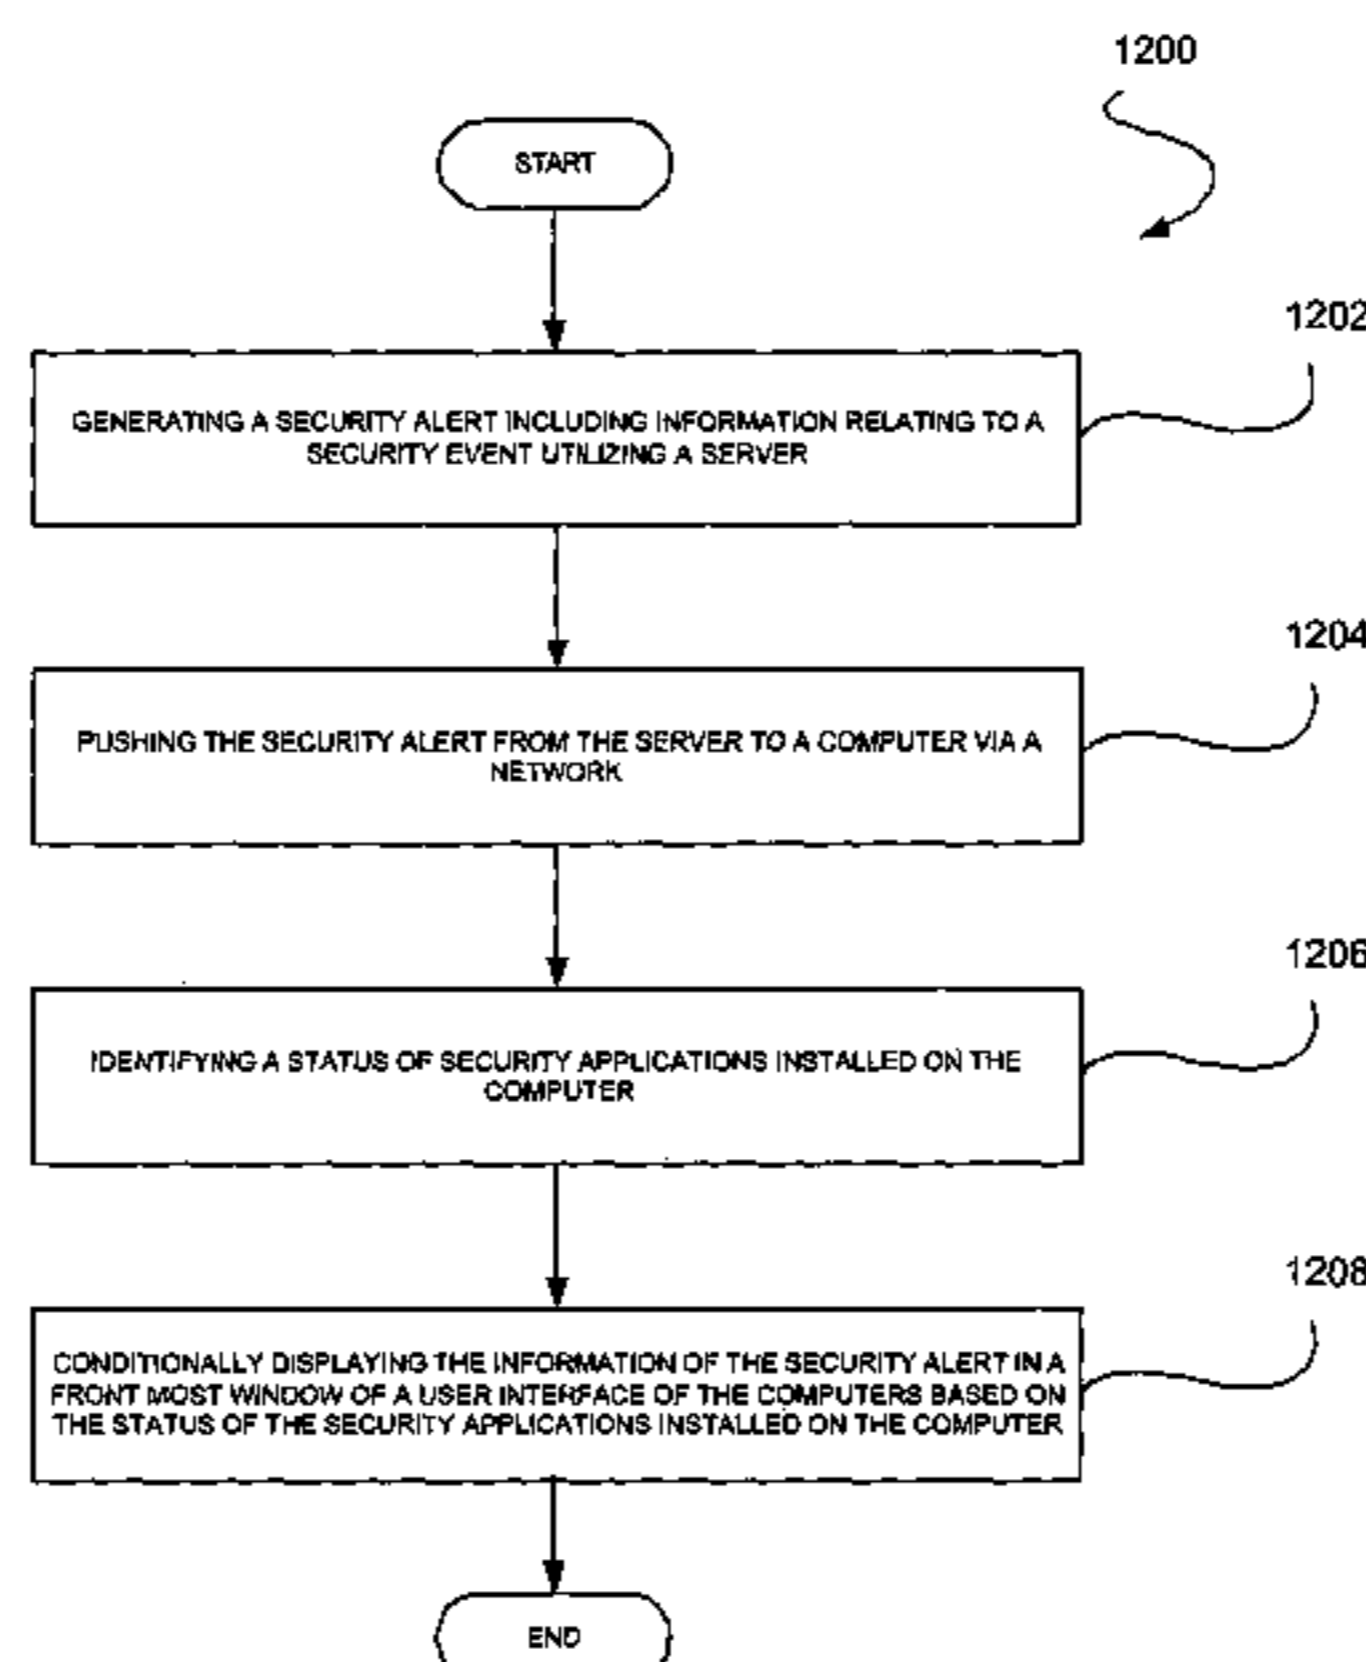 1200
START
1202
GENERATING A SECURITY ALERT INCLUDING INFORMATION RELATING TO A
SECURITY EVENT UTILIZING A SERVER
1204
PUSHING THE SECURITY ALERT FROM THE SERVER TO A COMPUTER VIA A
NETWORK
1206
IDENTIFYING A STATUS OF SECURITY APPLICATIONS INSTALLED ON THE
COMPUTER
1208
CONDITIONALLY DISPLAYING THE INFORMATION OF THE SECURITY ALERT IN A
FRONT MOST WINDOW OF A USER INTERFACE OF THE COMPUTERS BASED ON
THE STATUS OF THE SECURITY APPLICATIONS INSTALLED ON THE COMPUTER
END